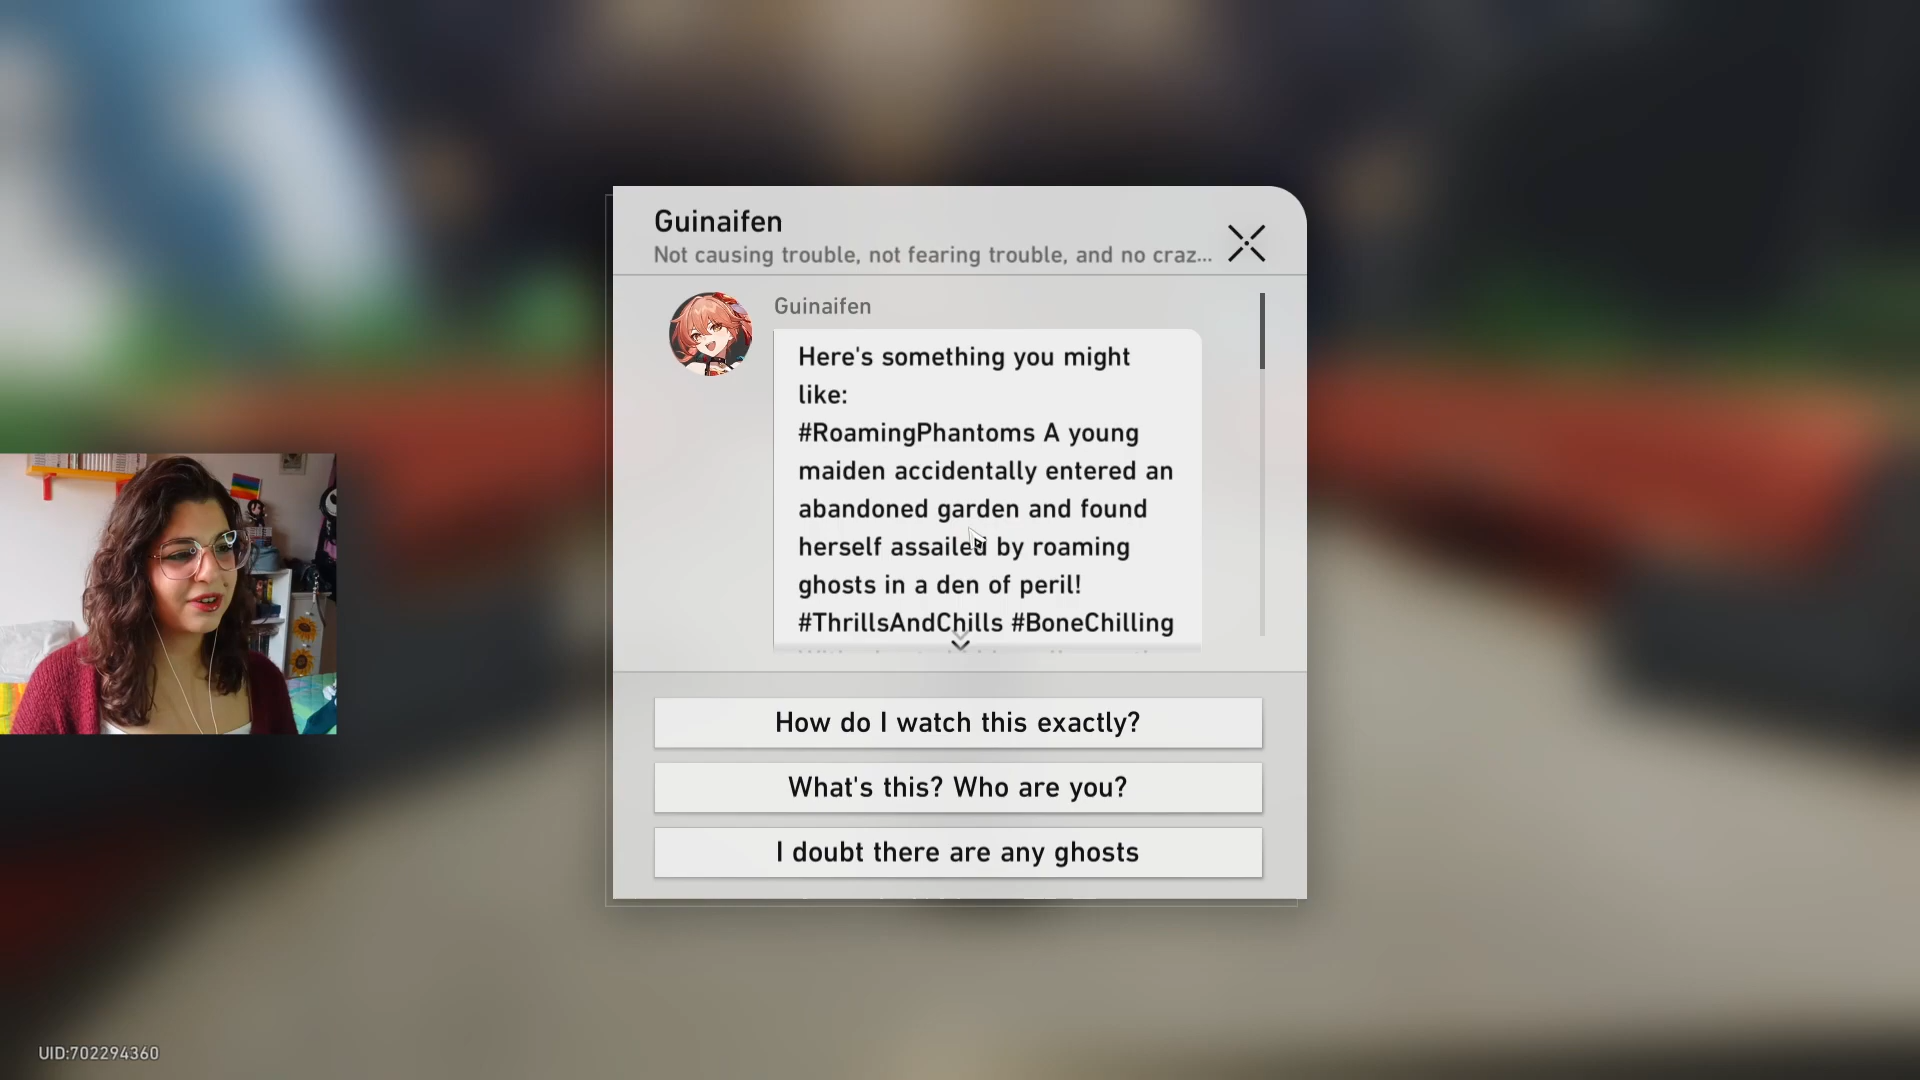 Guinaifen
Not causing trouble, not fearing trouble, and no craz...
Guinaifen
Here's something you might
like:
#RoamingPhantoms A young
maiden accidentally entered an
abandoned garden and found
herself assailed by roaming
ghosts in a den of peril!
#ThrillsAndChills #BoneChilling
How do I watch this exactly?
What's this? Who are you?
I doubt there are any ghosts
UID:702294360